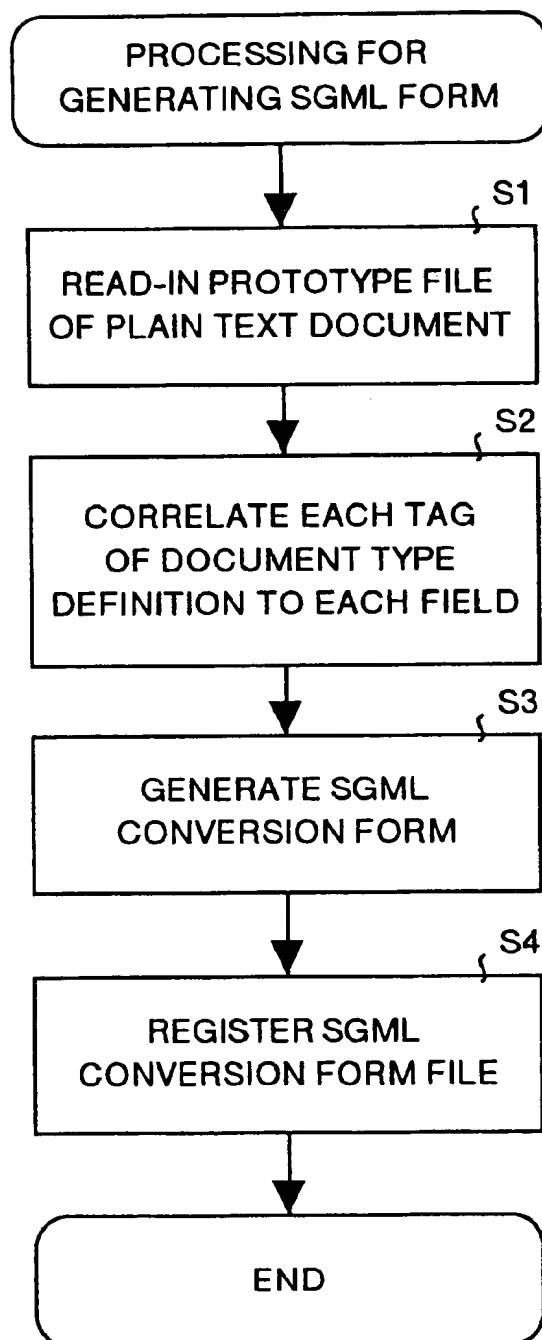 PROCESSING FOR
GENERATING SGML FORM
S1
READ-IN PROTOTYPE FILE
OF PLAIN TEXT DOCUMENT
S2
CORRELATE EACH TAG
OF DOCUMENT TYPE
DEFINITION TO EACH FIELD
S3
GENERATE SGML
CONVERSION FORM
S4
REGISTER SGML
CONVERSION FORM FILE
END